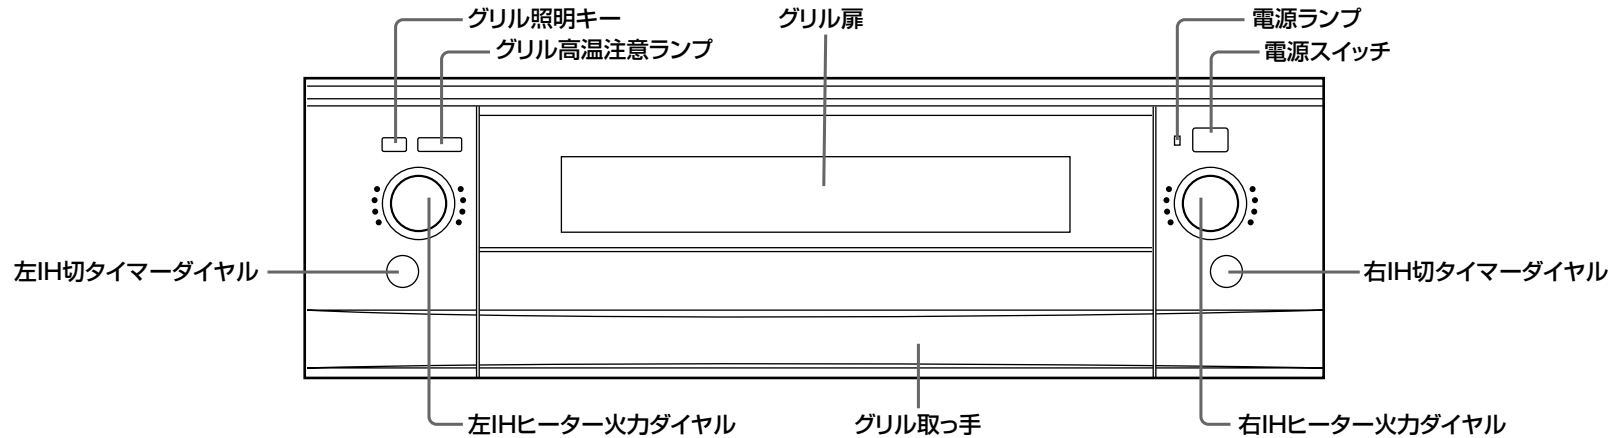 グリル照明キー
グリル扉
電源ランプ
グリル高温注意ランプ
電源スイッチ
左IH切タイマーダイヤル
右IH切タイマーダイヤル
左IHヒーター火力ダイヤル
グリル取っ手
右IHヒーター火力ダイヤル